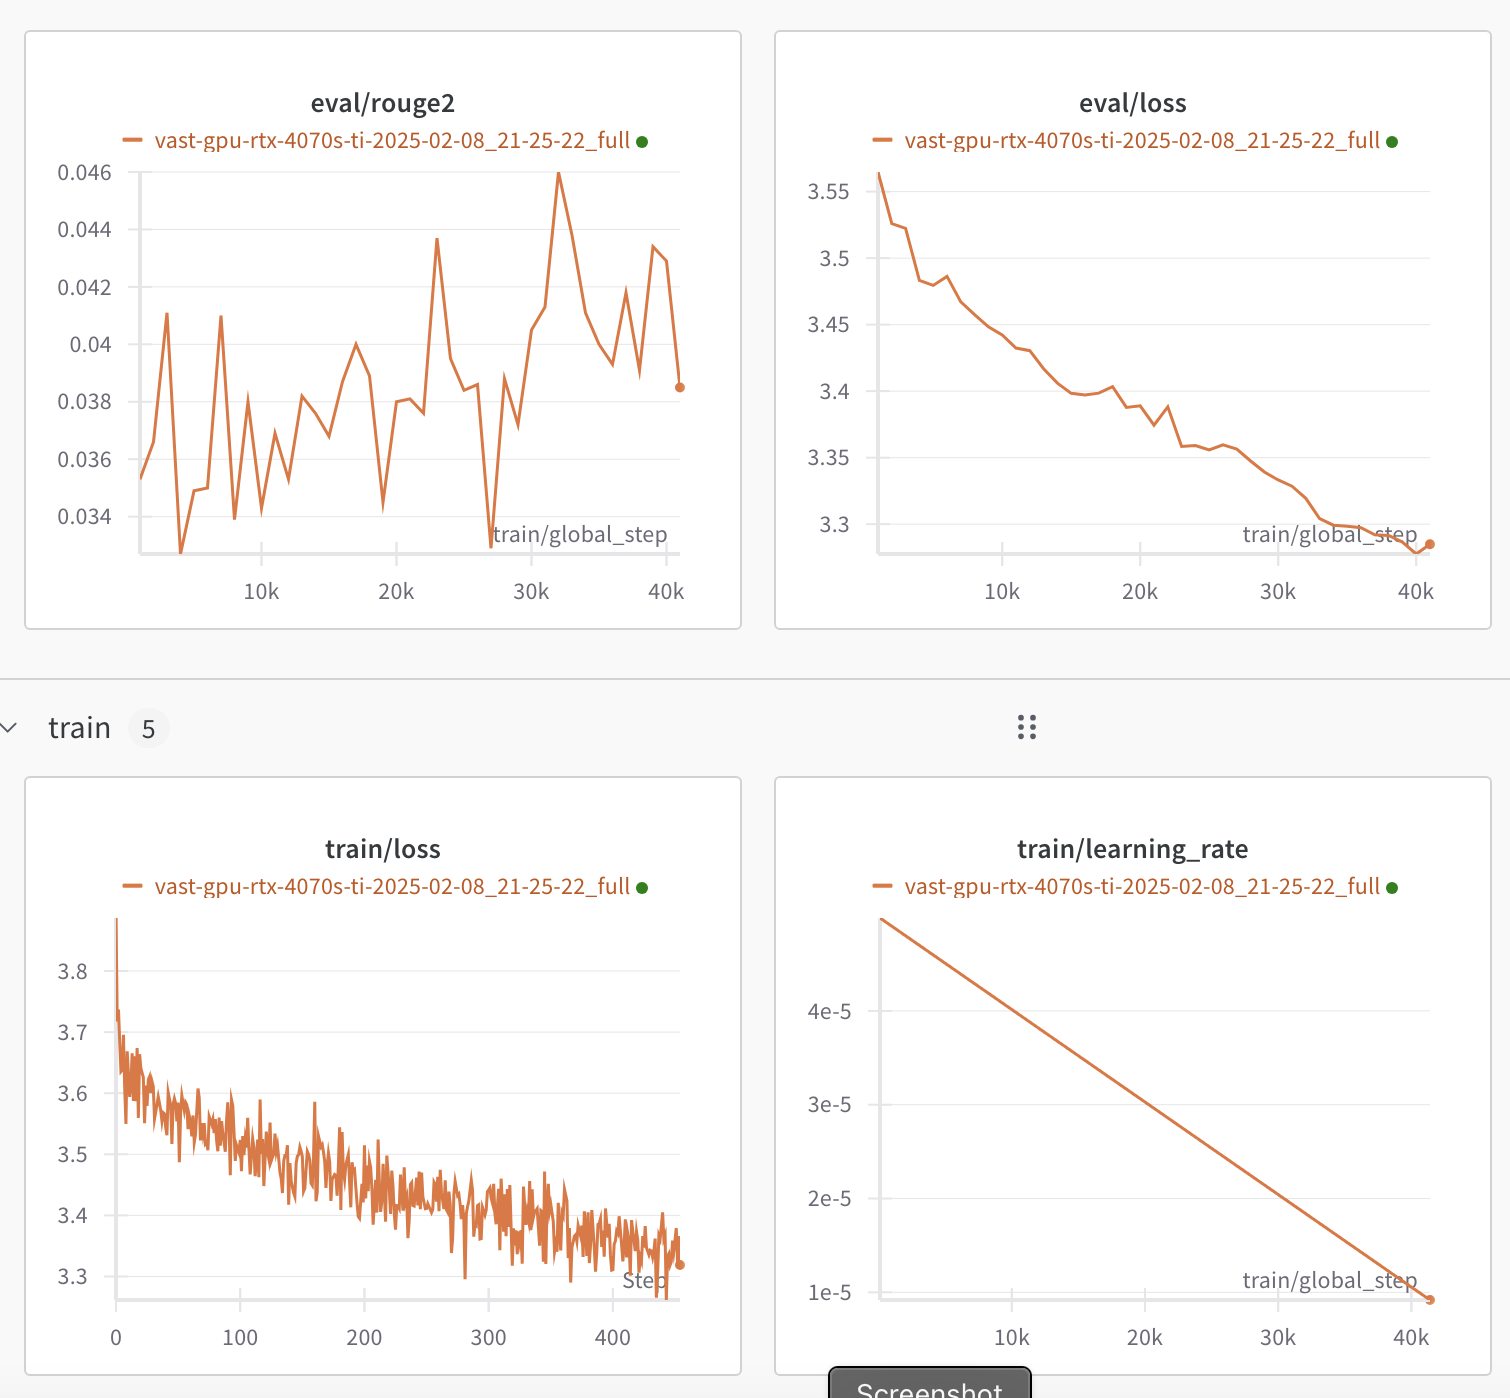 eval/rouge2
vast-gpu-rtx-4070s-ti-2025-02-08_21-25-22_full
0.046
0.044
0.042
0.04
0.038
0.036
0.034
train/global_step
10k 20k 30k 40k
eval/loss
vast-gpu-rtx-4070s-ti-2025-02-08_21-25-22_full
3.55
3.5
3.45
3.4
3.35
3.3
train/global_step
10k 20k 30k 40k
train 5
train/loss
vast-gpu-rtx-4070s-ti-2025-02-08_21-25-22_full
3.8
3.7
3.6
3.5
3.4
3.3
Step
0 100 200 300 400
train/learning_rate
vast-gpu-rtx-4070s-ti-2025-02-08_21-25-22_full
4e-5
3e-5
2e-5
1e-5
train/global_step
10k 20k 30k 40k
Screenshot